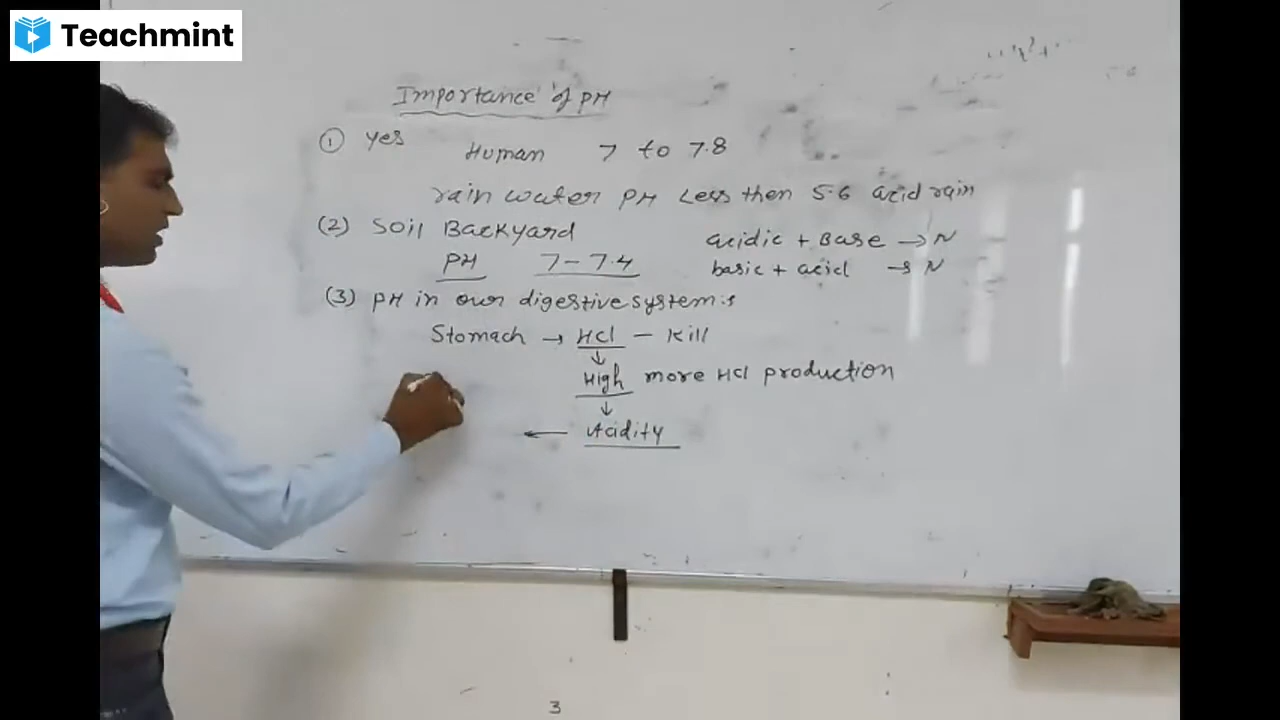 Teachmint
Importance of PH
(1) yes Human 7 to 7.8
rain water PH Less then 5.6 acid rain
(2) Soil Backyard acidic + Base → N
PH 7 - 7.4 basic + acid → N
(3) PH in our digestive system :s
Stomach → HCl - Kill
↓
High more HCl production
↓
← Acidity
3